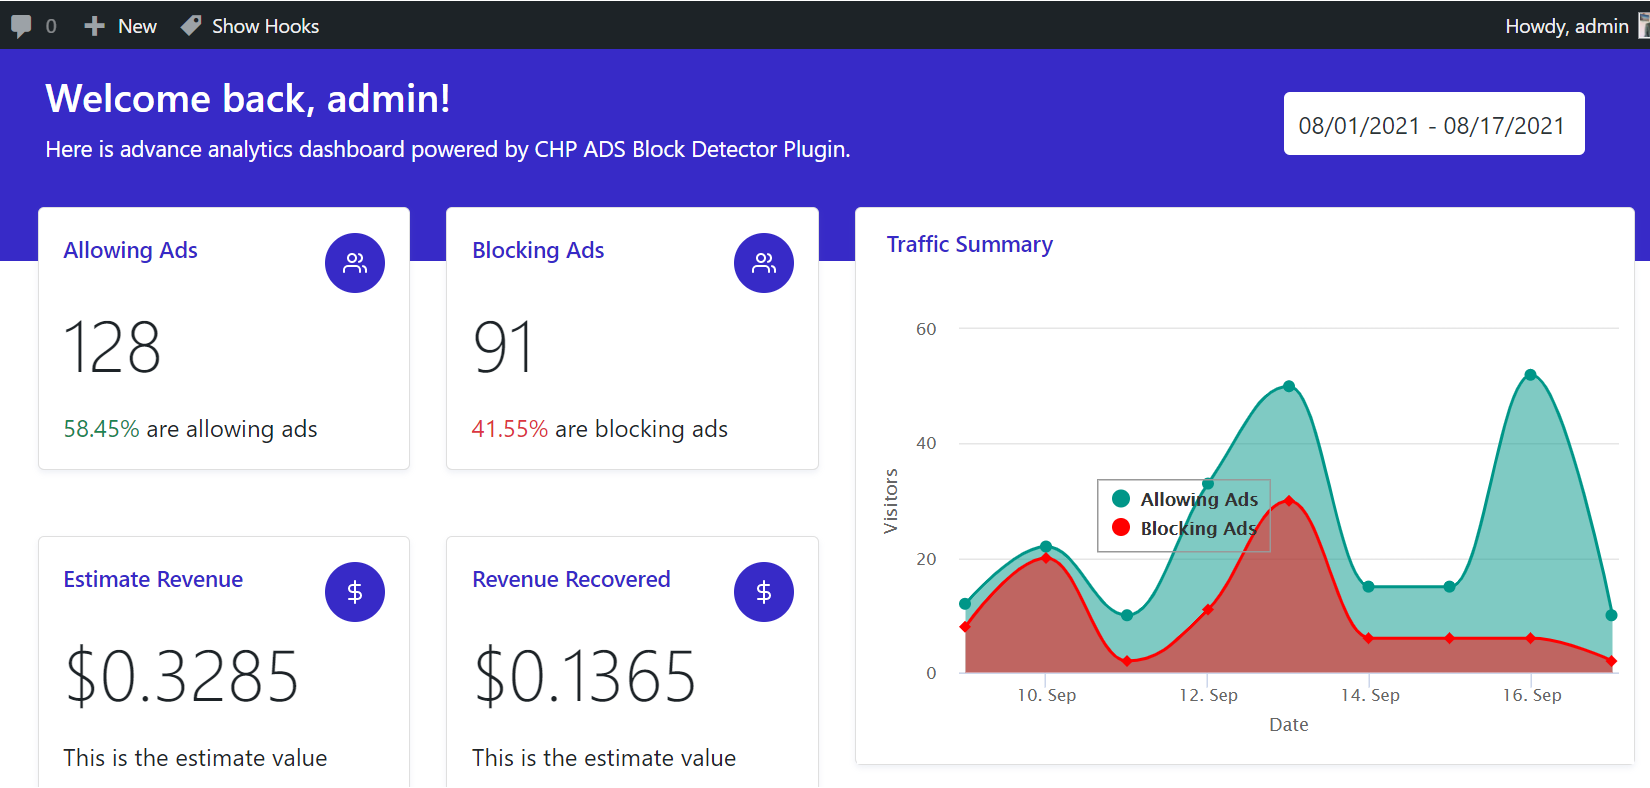 0 New Show Hooks Howdy, admin
Welcome back, admin!
Here is advance analytics dashboard powered by CHP ADS Block Detector Plugin.
08/01/2021 - 08/17/2021
Allowing Ads
128
58.45% are allowing ads
Blocking Ads
91
41.55% are blocking ads
Estimate Revenue
$0.3285
This is the estimate value
Revenue Recovered
$0.1365
This is the estimate value
Traffic Summary
60
40
20
0
Visitors
Allowing Ads
Blocking Ads
10. Sep 12. Sep 14. Sep 16. Sep
Date